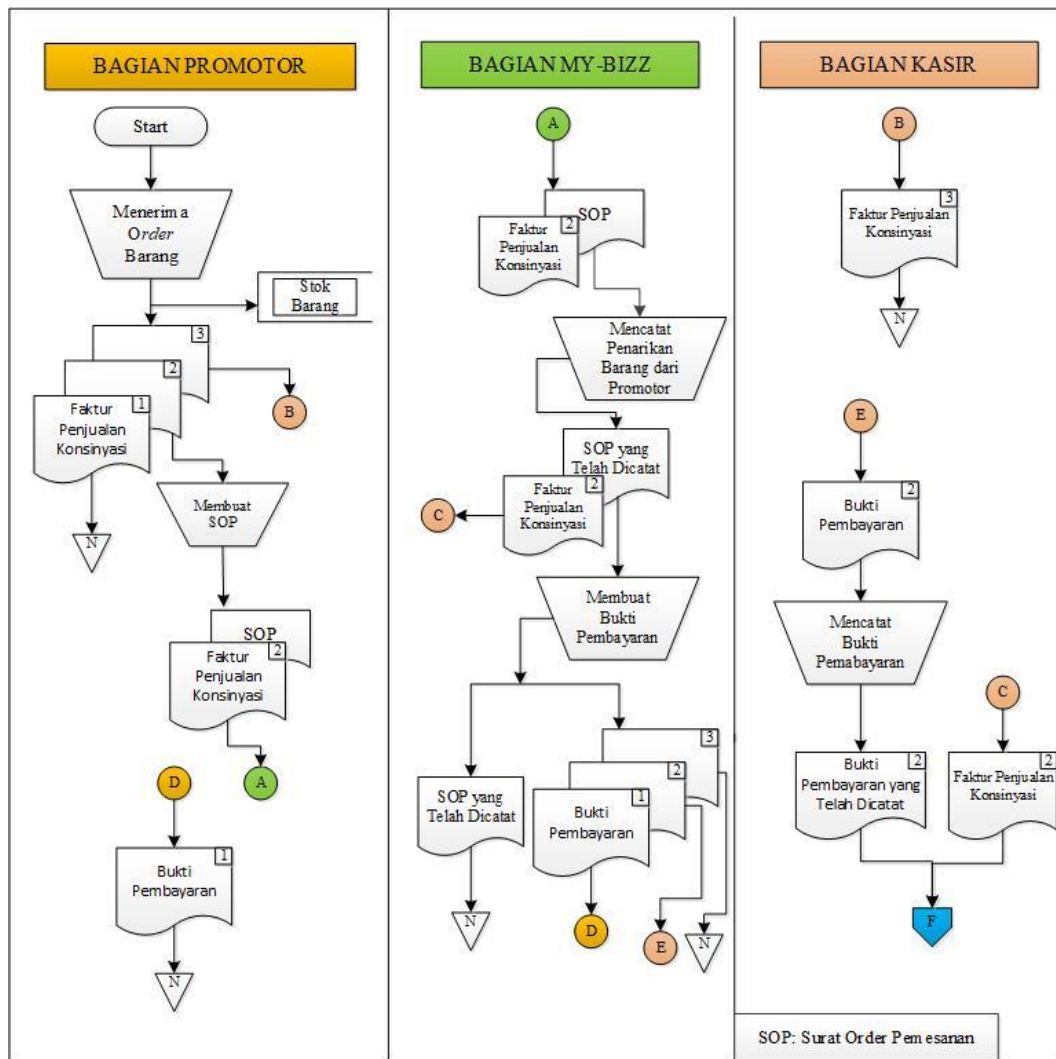 BAGIAN PROMOTOR
Start
Menerima
Order
Barang
Stok
Barang
3
2
1
Faktur
Penjualan
Konsinyasi
B
N
Membuat
SOP
SOP
2
Faktur
Penjualan
Konsinyasi
A
D
1
Bukti
Pembayaran
N
BAGIAN MY-BIZZ
A
SOP
2
Faktur
Penjualan
Konsinyasi
Mencatat
Penarikan
Barang dari
Promotor
SOP yang
Telah Dicatat
2
Faktur
Penjualan
Konsinyasi
C
Membuat
Bukti
Pembayaran
SOP yang
Telah Dicatat
N
3
2
1
Bukti
Pembayaran
D
E
N
BAGIAN KASIR
B
3
Faktur Penjualan
Konsinyasi
N
E
2
Bukti
Pembayaran
Mencatat
Bukti
Pemabayaran
2
Bukti
Pembayaran yang
Telah Dicatat
C
2
Faktur Penjualan
Konsinyasi
F
SOP: Surat Order Pemesanan